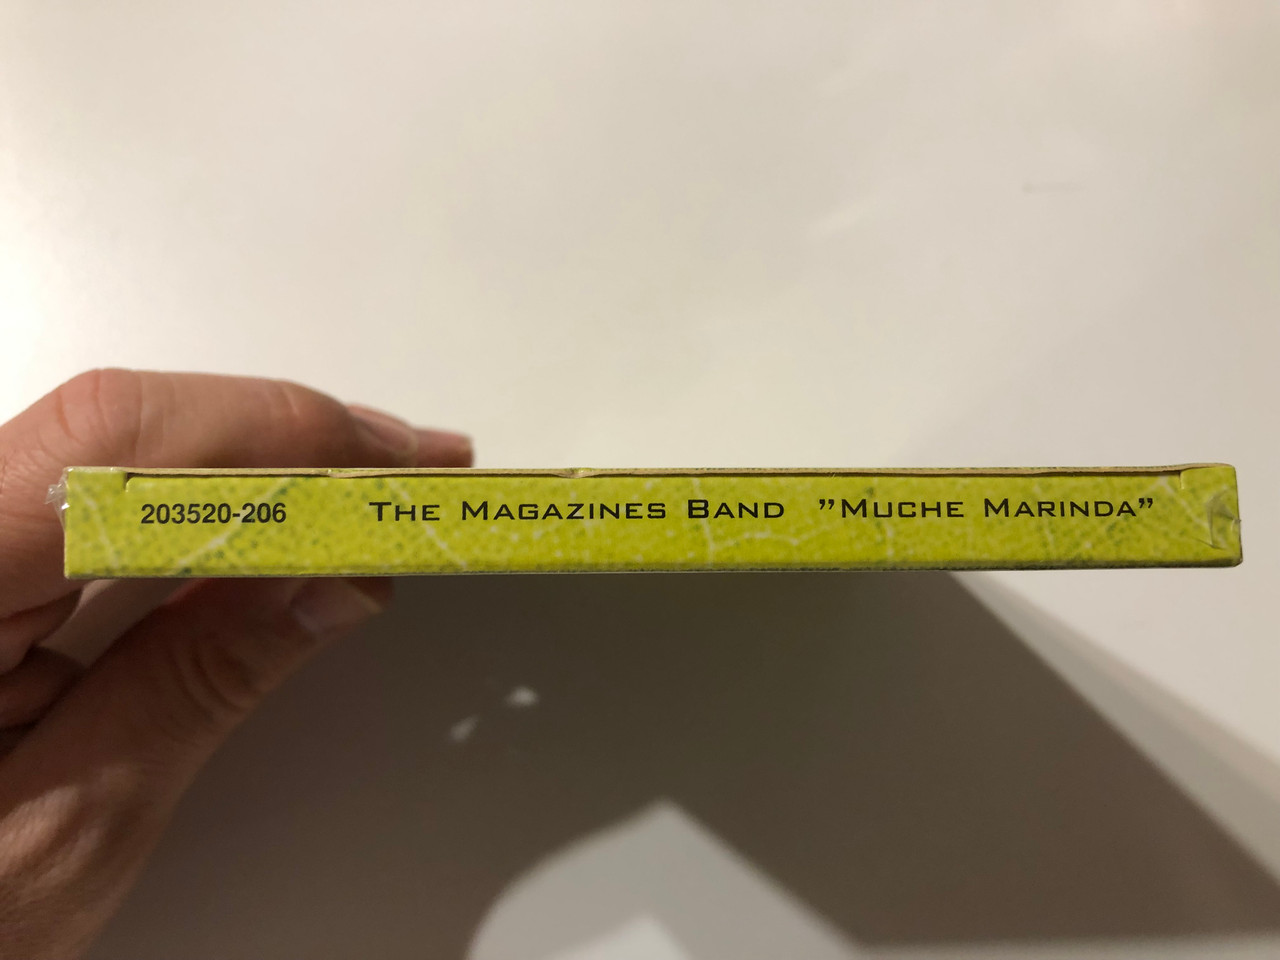 203520-206 The Magazines Band ”Muche Marinda”